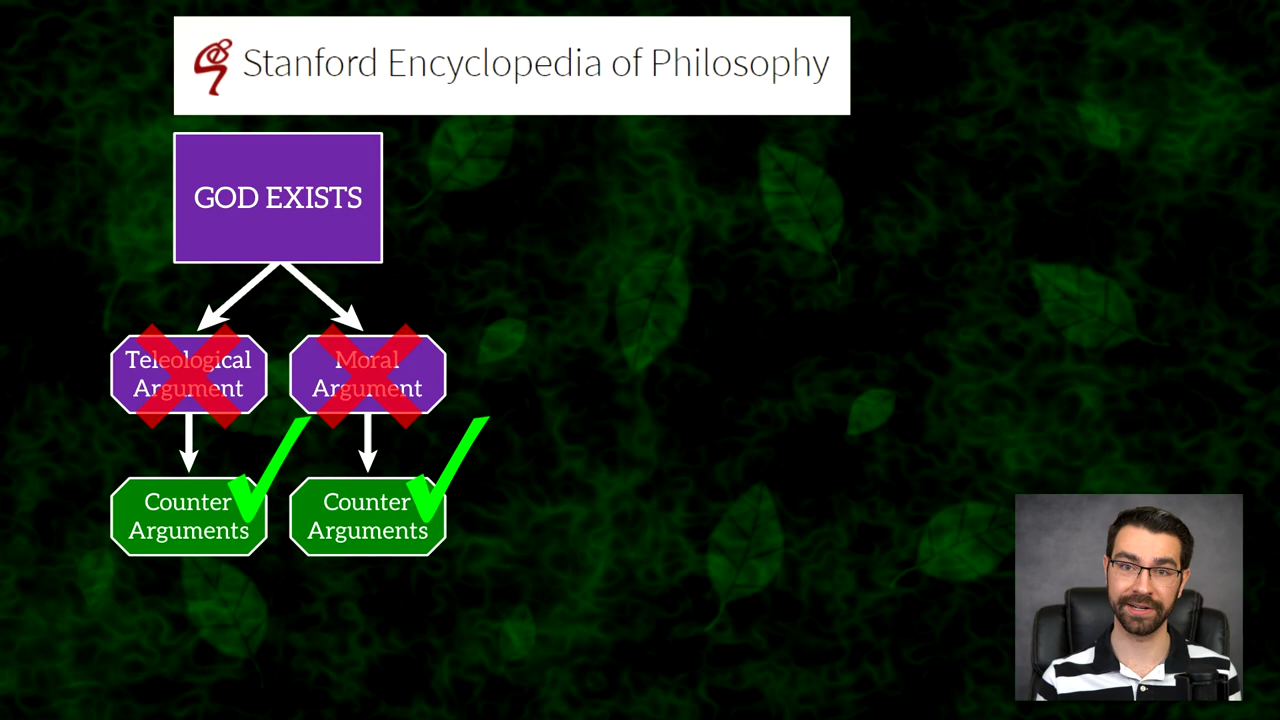 Stanford Encyclopedia of Philosophy
GOD EXISTS
Teleological
Argument
Moral
Argument
Counter
Arguments
Counter
Arguments